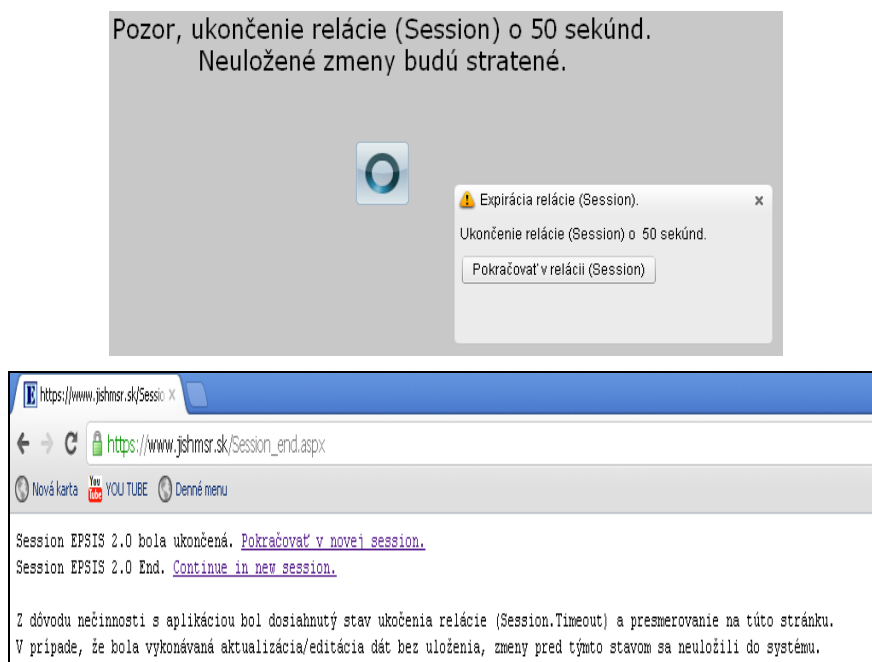 Pozor, ukončenie relácie (Session) o 50 sekúnd.
Neuložené zmeny budú stratené.
Expirácia relácie (Session).
Ukončenie relácie (Session) o 50 sekúnd.
Pokračovať v relácii (Session)
https://www.jishmsr.sk/Sessio
https://www.jishmsr.sk/Session_end.aspx
Nová karta YOU TUBE Denné menu
Session EPSIS 2.0 bola ukončená. Pokračovať v novej session.
Session EPSIS 2.0 End. Continue in new session.
Z dôvodu nečinnosti s aplikáciou bol dosiahnutý stav ukočenia relácie (Session.Timeout) a presmerovanie na túto stránku.
V prípade, že bola vykonávaná aktualizácia/editácia dát bez uloženia, zmeny pred týmto stavom sa neuložili do systému.